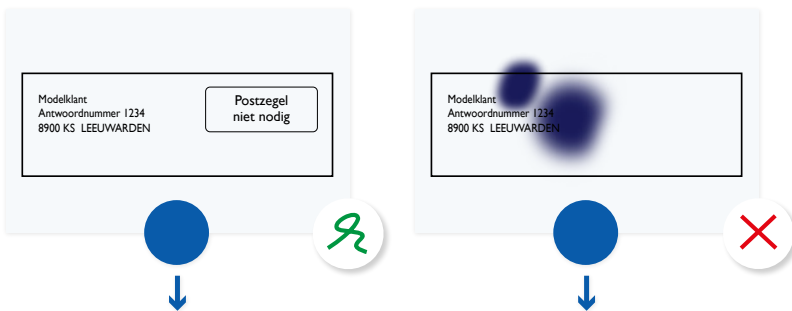 Modelklant
Antwoordnummer 1234
8900 KS LEEUWARDEN
Postzegel
niet nodig
Modelklant
Antwoordnummer 1234
8900 KS LEEUWARDEN